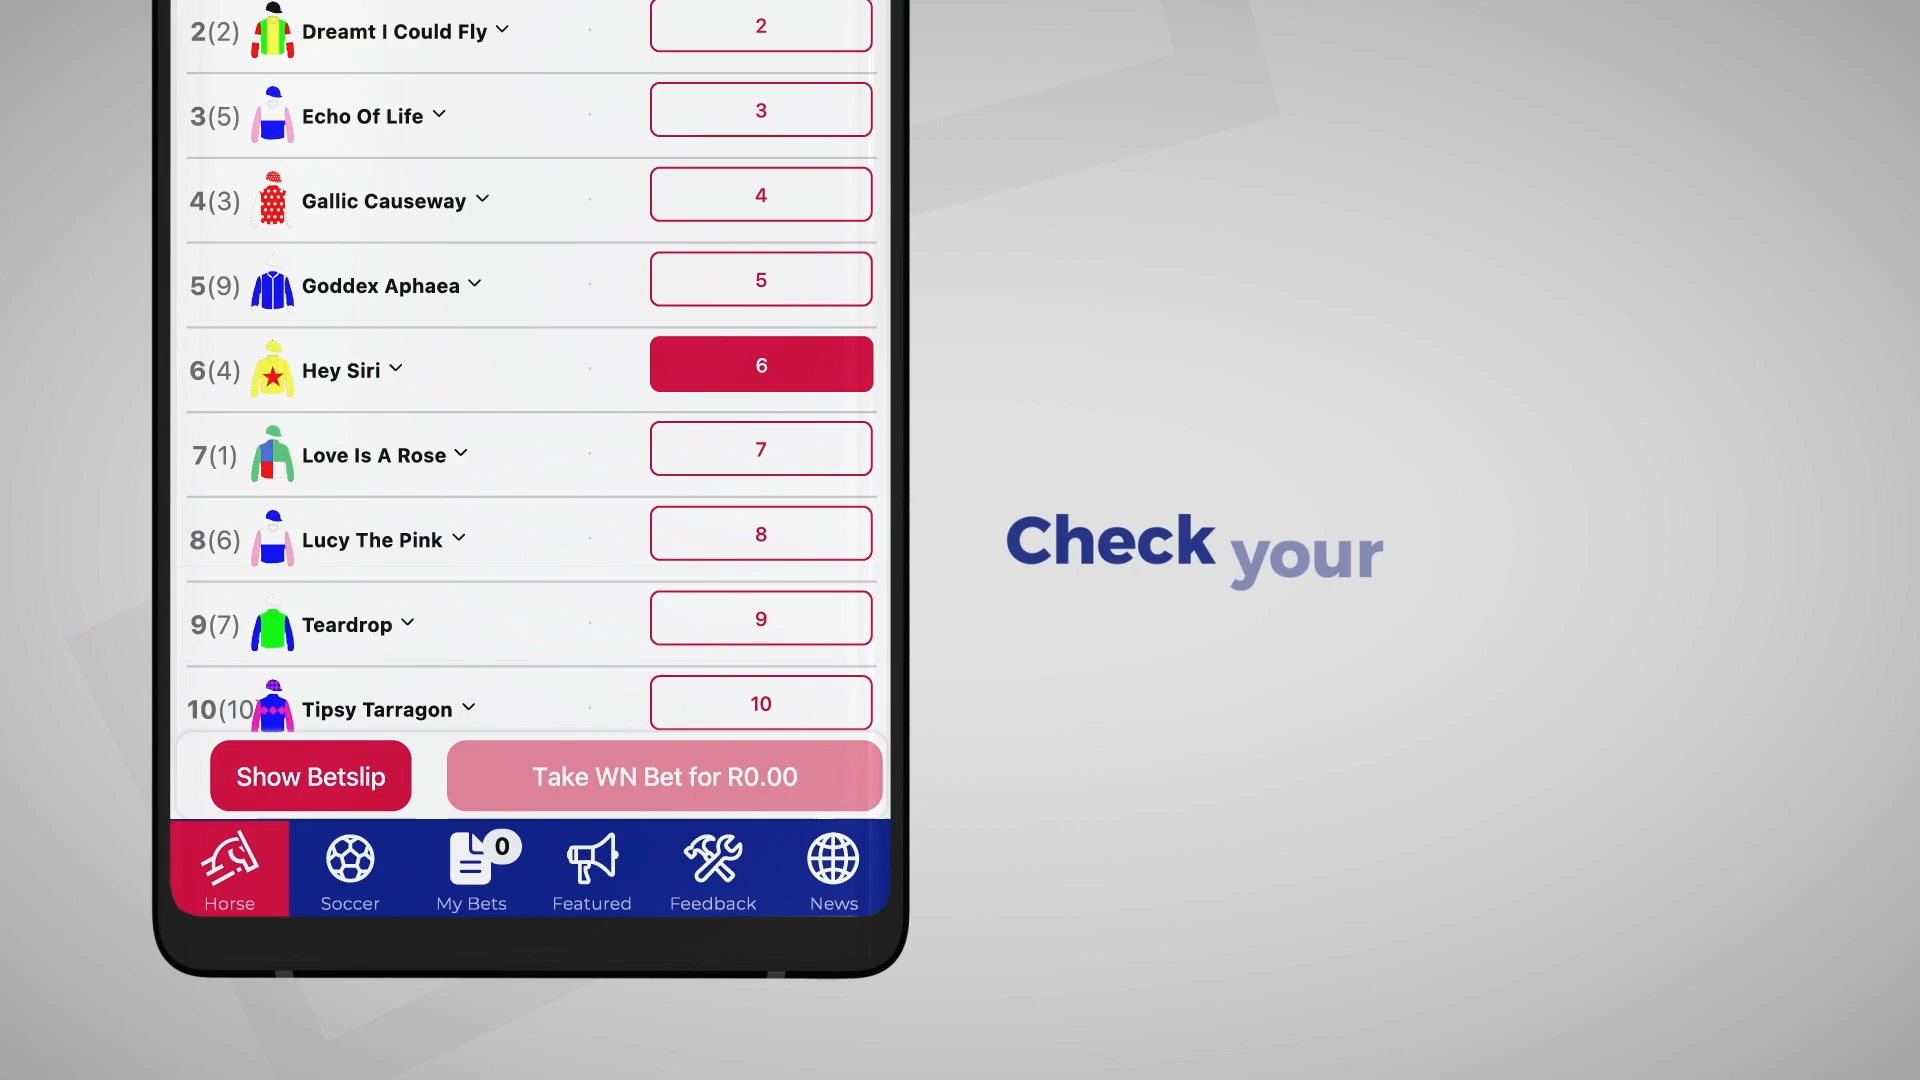 2(2) Dreamt I Could Fly 2
3(5) Echo Of Life 3
4(3) Gallic Causeway 4
5(9) Goddex Aphaea 5
6(4) Hey Siri 6
7(1) Love Is A Rose 7
8(6) Lucy The Pink 8
9(7) Teardrop 9
10(10 Tipsy Tarragon 10
Show Betslip Take WN Bet for R0.00
0
Horse Soccer My Bets Featured Feedback News
Check your